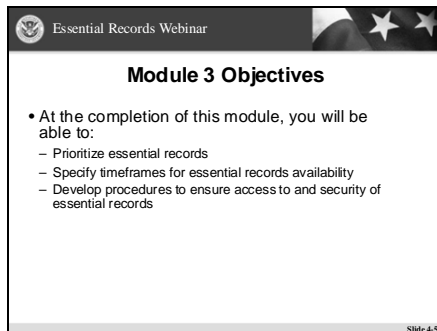 Essential Records Webinar
Module 3 Objectives
• At the completion of this module, you will be
able to:
– Prioritize essential records
– Specify timeframes for essential records availability
– Develop procedures to ensure access to and security of
essential records
Slide 4-5